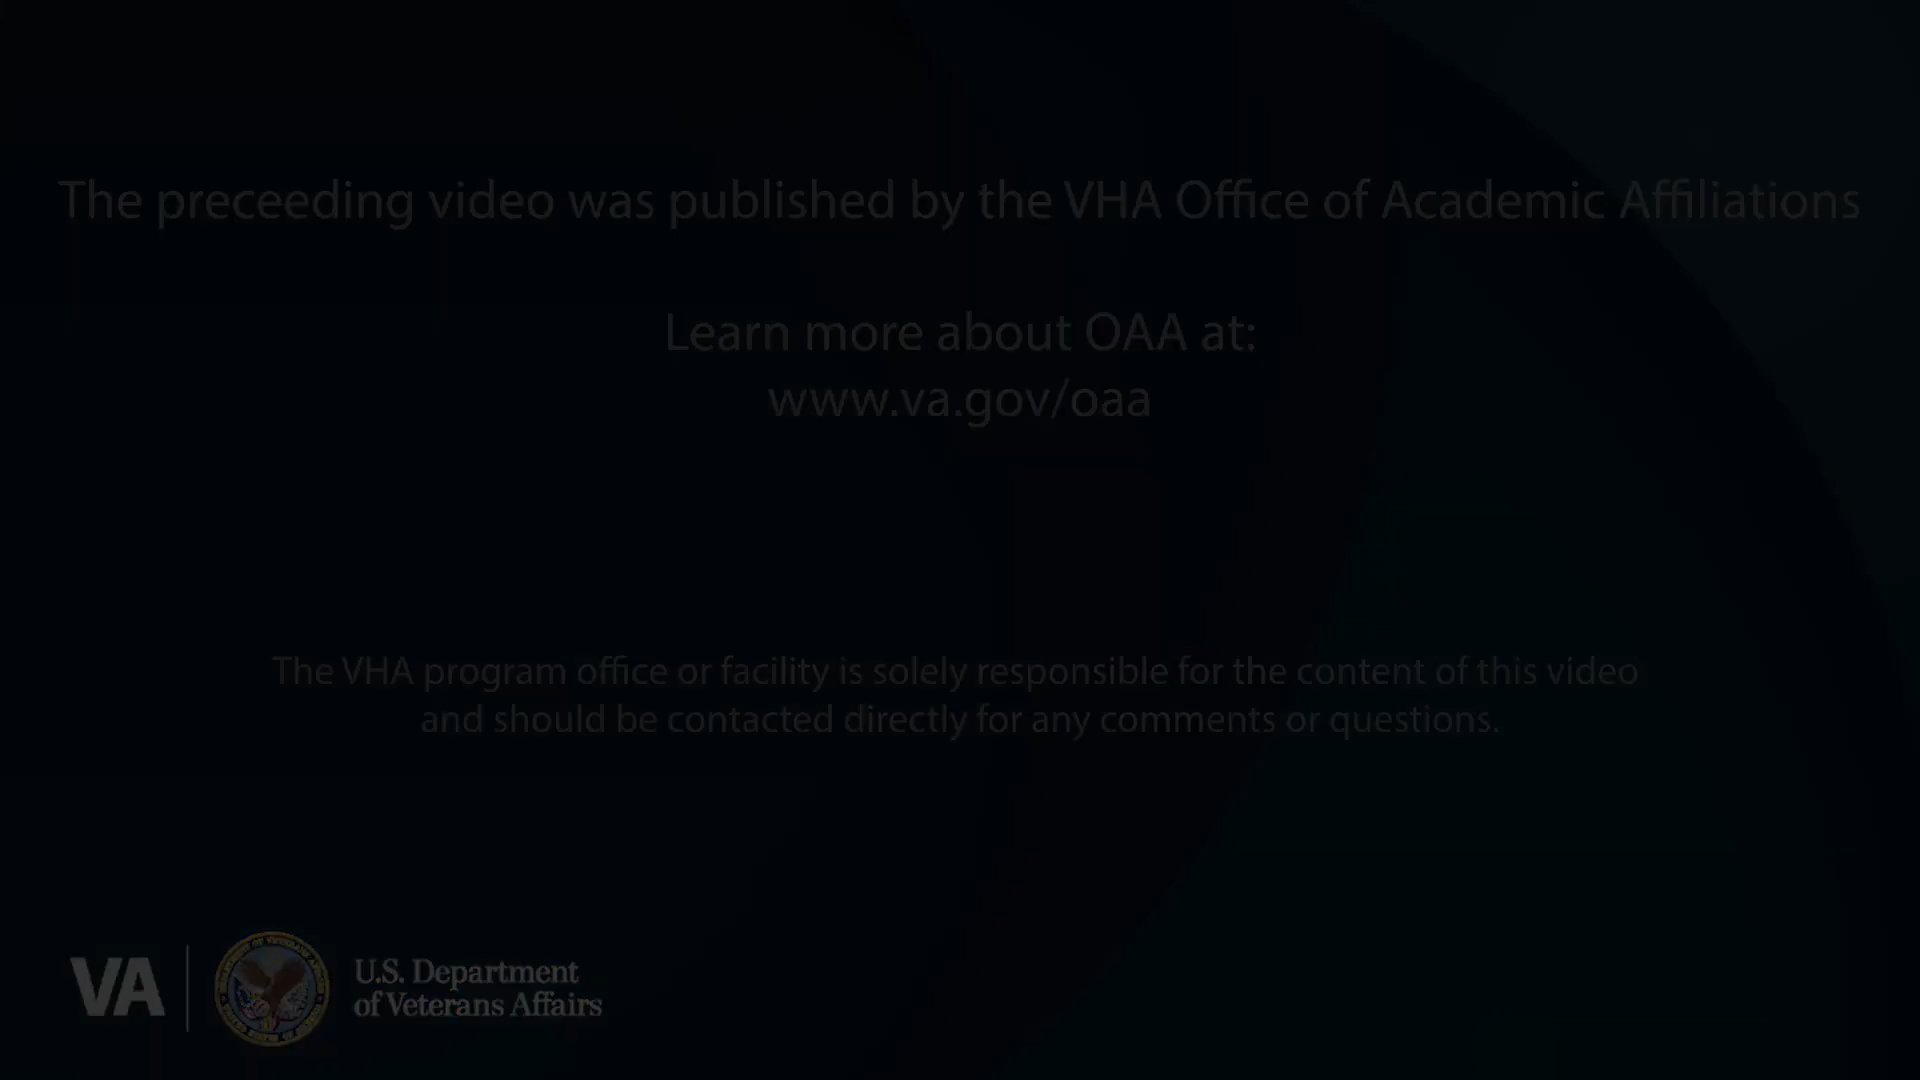 The preceeding video was published by the VHA Office of Academic Affiliations
Learn more about OAA at:
www.va.gov/oaa
The VHA program office or facility is solely responsible for the content of this video
and should be contacted directly for any comments or questions.
VA
U.S. Department
of Veterans Affairs